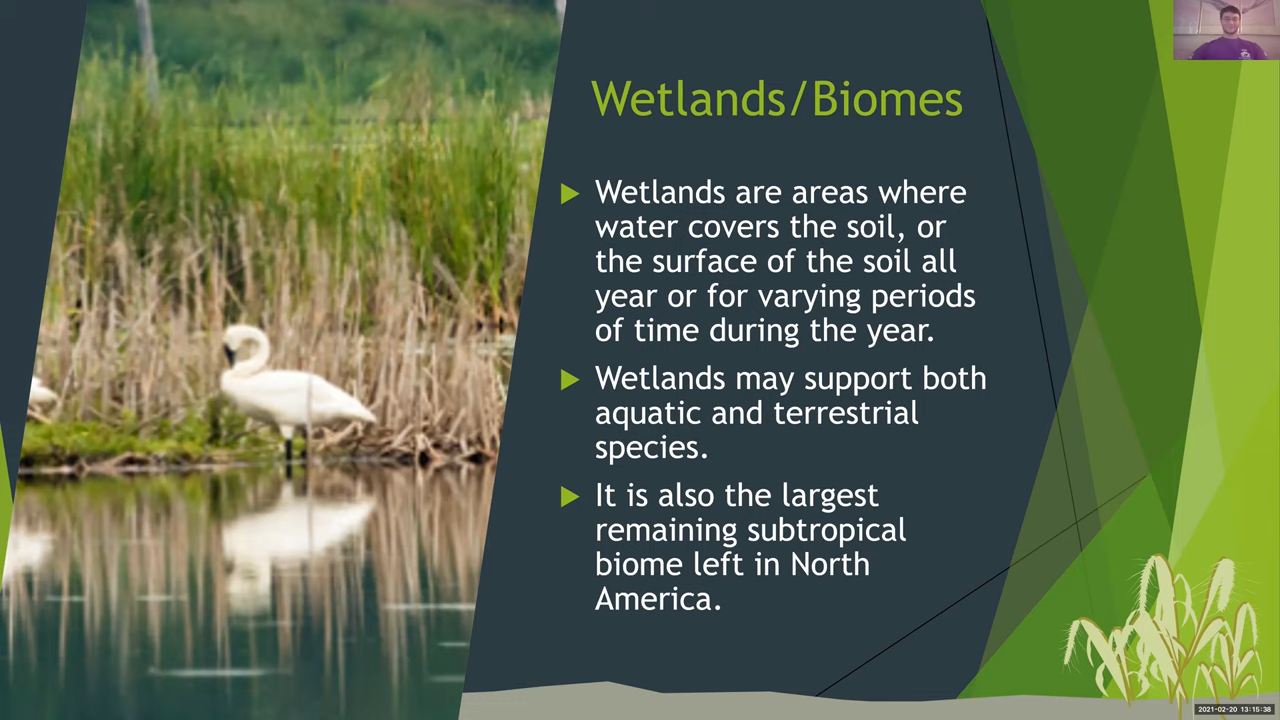 Wetlands/Biomes
Wetlands are areas where
water covers the soil, or
the surface of the soil all
year or for varying periods
of time during the year.
Wetlands may support both
aquatic and terrestrial
species.
It is also the largest
remaining subtropical
biome left in North
America.
2021-02-20 13:15:38